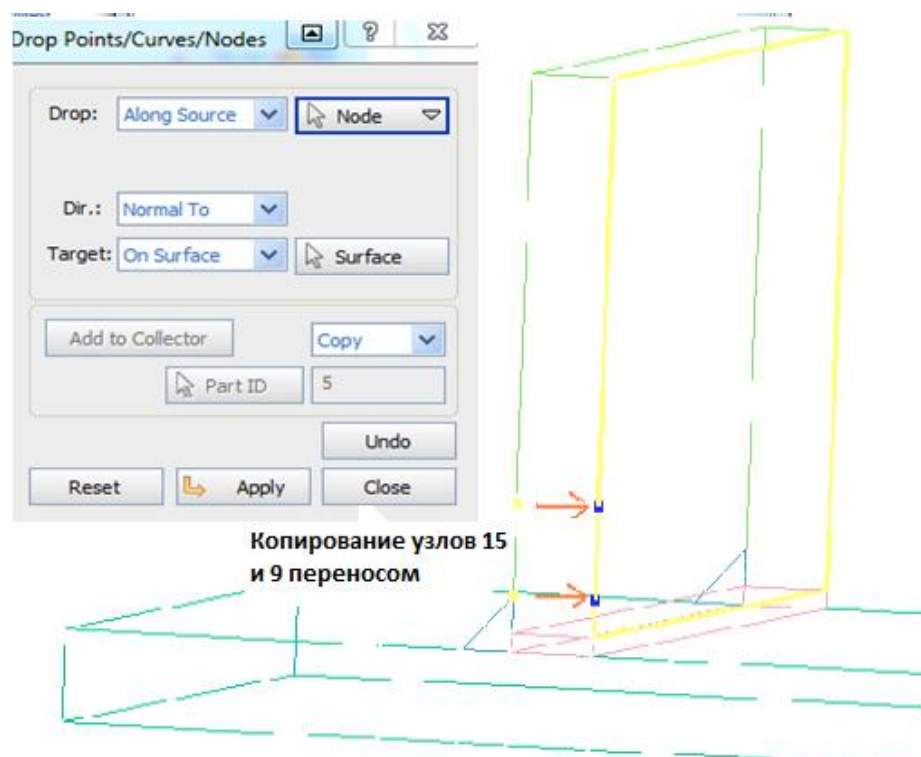 Drop Points/Curves/Nodes
Drop: Along Source Node
Dir.: Normal To
Target: On Surface Surface
Add to Collector Copy
Part ID 5
Undo
Reset Apply Close
Копирование узлов 15
и 9 переносом